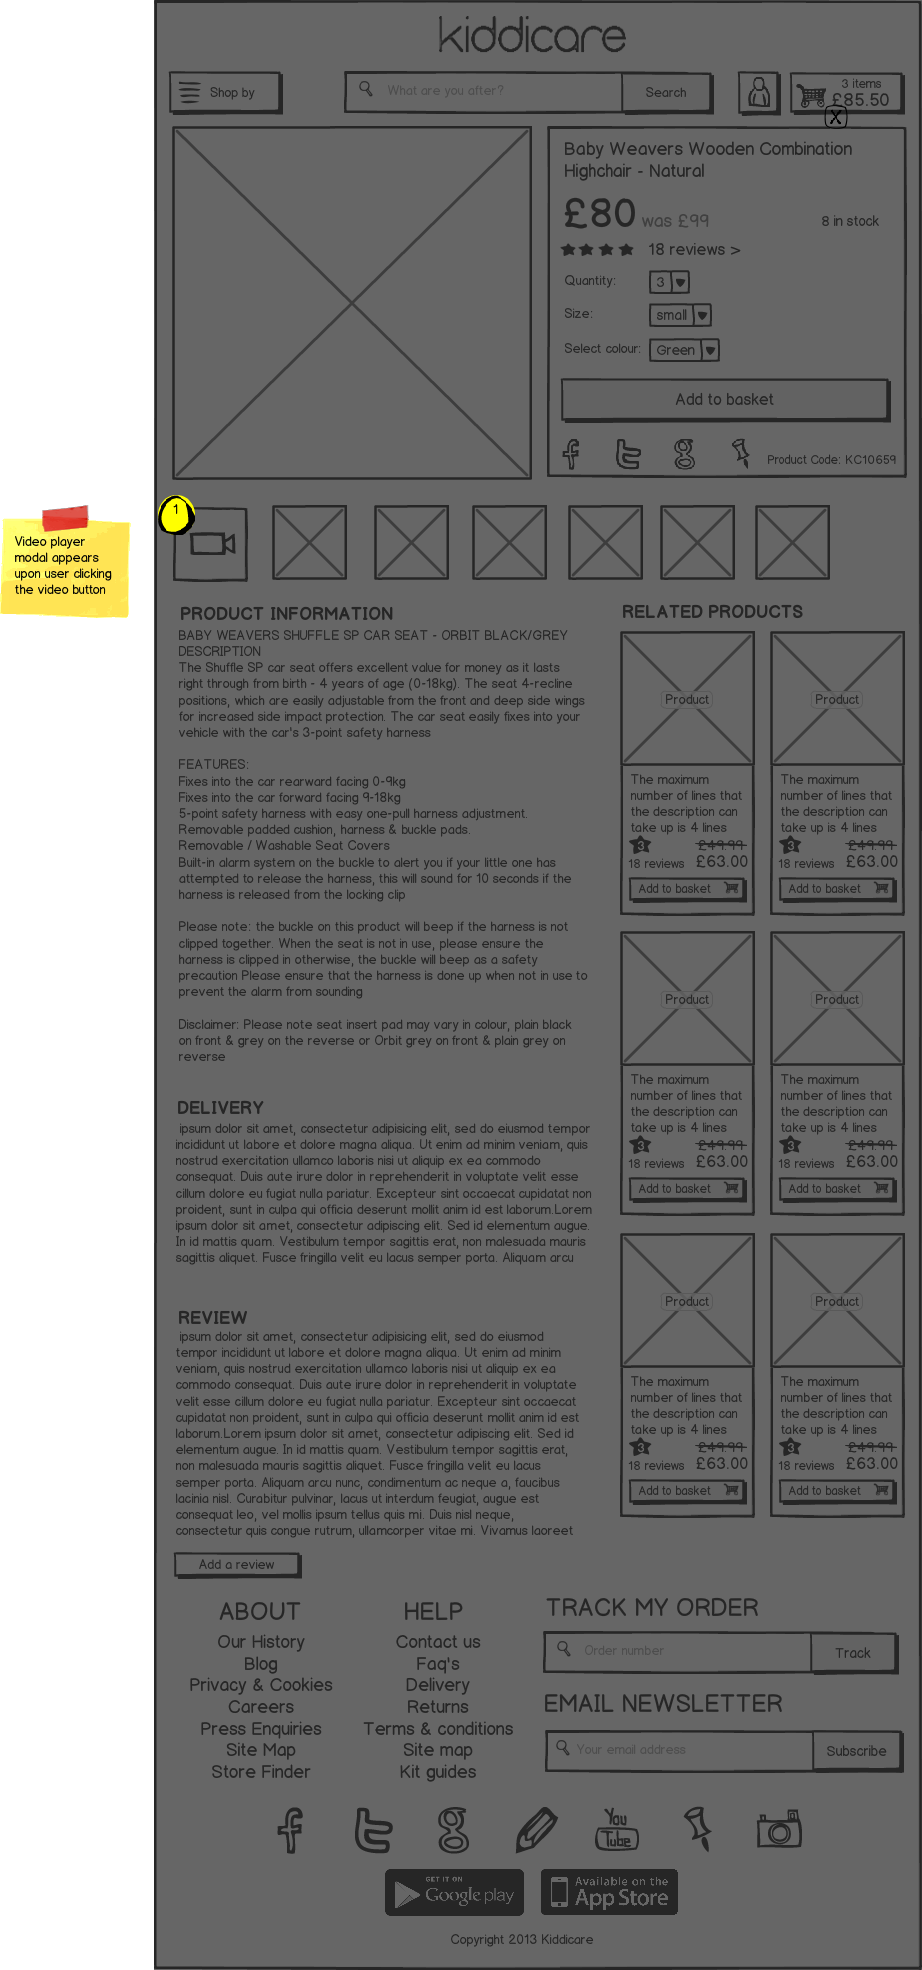 kiddicare
Shop by
What are you after?
Search
3 items
£85.50
X
Baby Weavers Wooden Combination
Highchair - Natural
£80 was £99
8 in stock
18 reviews >
Quantity:
3
Size:
small
Select colour:
Green
Add to basket
Product Code: KC10659
1
Video player
modal appears
upon user clicking
the video button
PRODUCT INFORMATION
BABY WEAVERS SHUFFLE SP CAR SEAT - ORBIT BLACK/GREY
DESCRIPTION
The Shuffle SP car seat offers excellent value for money as it lasts
right through from birth - 4 years of age (0-18kg). The seat 4-recline
positions, which are easily adjustable from the front and deep side wings
for increased side impact protection. The car seat easily fixes into your
vehicle with the car's 3-point safety harness
FEATURES:
Fixes into the car rearward facing 0-9kg
Fixes into the car forward facing 9-18kg
5-point safety harness with easy one-pull harness adjustment.
Removable padded cushion, harness & buckle pads.
Removable / Washable Seat Covers
Built-in alarm system on the buckle to alert you if your little one has
attempted to release the harness, this will sound for 10 seconds if the
harness is released from the locking clip
Please note: the buckle on this product will beep if the harness is not
clipped together. When the seat is not in use, please ensure the
harness is clipped in otherwise, the buckle will beep as a safety
precaution Please ensure that the harness is done up when not in use to
prevent the alarm from sounding
Disclaimer: Please note seat insert pad may vary in colour, plain black
on front & grey on the reverse or Orbit grey on front & plain grey on
reverse
DELIVERY
ipsum dolor sit amet, consectetur adipisicing elit, sed do eiusmod tempor
incididunt ut labore et dolore magna aliqua. Ut enim ad minim veniam, quis
nostrud exercitation ullamco laboris nisi ut aliquip ex ea commodo
consequat. Duis aute irure dolor in reprehenderit in voluptate velit esse
cillum dolore eu fugiat nulla pariatur. Excepteur sint occaecat cupidatat non
proident, sunt in culpa qui officia deserunt mollit anim id est laborum.Lorem
ipsum dolor sit amet, consectetur adipiscing elit. Sed id elementum augue.
In id mattis quam. Vestibulum tempor sagittis erat, non malesuada mauris
sagittis aliquet. Fusce fringilla velit eu lacus semper porta. Aliquam arcu
REVIEW
ipsum dolor sit amet, consectetur adipisicing elit, sed do eiusmod
tempor incididunt ut labore et dolore magna aliqua. Ut enim ad minim
veniam, quis nostrud exercitation ullamco laboris nisi ut aliquip ex ea
commodo consequat. Duis aute irure dolor in reprehenderit in voluptate
velit esse cillum dolore eu fugiat nulla pariatur. Excepteur sint occaecat
cupidatat non proident, sunt in culpa qui officia deserunt mollit anim id est
laborum.Lorem ipsum dolor sit amet, consectetur adipiscing elit. Sed id
elementum augue. In id mattis quam. Vestibulum tempor sagittis erat,
non malesuada mauris sagittis aliquet. Fusce fringilla velit eu lacus
semper porta. Aliquam arcu nunc, condimentum ac neque a, faucibus
lacinia nisl. Curabitur pulvinar, lacus ut interdum feugiat, augue est
consequat leo, vel mollis ipsum tellus quis mi. Duis nisl neque,
consectetur quis congue rutrum, ullamcorper vitae mi. Vivamus laoreet
Add a review
RELATED PRODUCTS
Product
The maximum
number of lines that
the description can
take up is 4 lines
3
£49.99
18 reviews £63.00
Add to basket
Product
The maximum
number of lines that
the description can
take up is 4 lines
3
£49.99
18 reviews £63.00
Add to basket
Product
The maximum
number of lines that
the description can
take up is 4 lines
3
£49.99
18 reviews £63.00
Add to basket
Product
The maximum
number of lines that
the description can
take up is 4 lines
3
£49.99
18 reviews £63.00
Add to basket
Product
The maximum
number of lines that
the description can
take up is 4 lines
3
£49.99
18 reviews £63.00
Add to basket
Product
The maximum
number of lines that
the description can
take up is 4 lines
3
£49.99
18 reviews £63.00
Add to basket
ABOUT
Our History
Blog
Privacy & Cookies
Careers
Press Enquiries
Site Map
Store Finder
HELP
Contact us
Faq's
Delivery
Returns
Terms & conditions
Site map
Kit guides
TRACK MY ORDER
Order number
Track
EMAIL NEWSLETTER
Your email address
Subscribe
You
Tube
GET IT ON
Google play
Available on the
App Store
Copyright 2013 Kiddicare